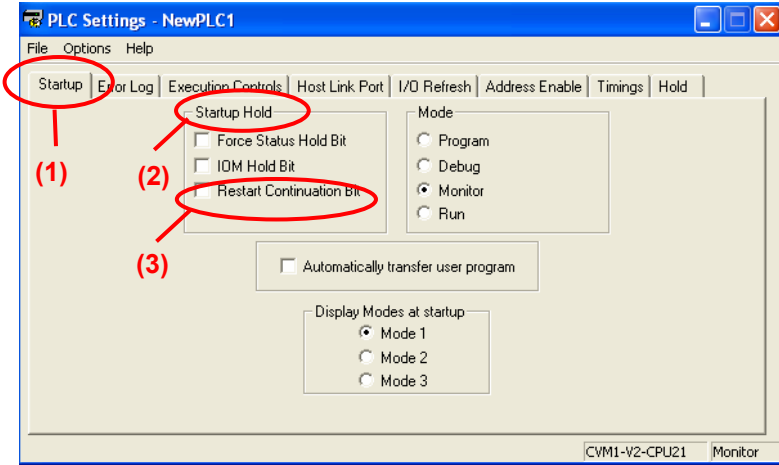 PLC Settings - NewPLC1
File Options Help
Startup Error Log Execution Controls Host Link Port I/O Refresh Address Enable Timings Hold
Startup Hold
Force Status Hold Bit
IOM Hold Bit
Restart Continuation Bit
Mode
Program
Debug
Monitor
Run
(1)
(2)
(3)
Automatically transfer user program
Display Modes at startup
Mode 1
Mode 2
Mode 3
CVM1-V2-CPU21 Monitor